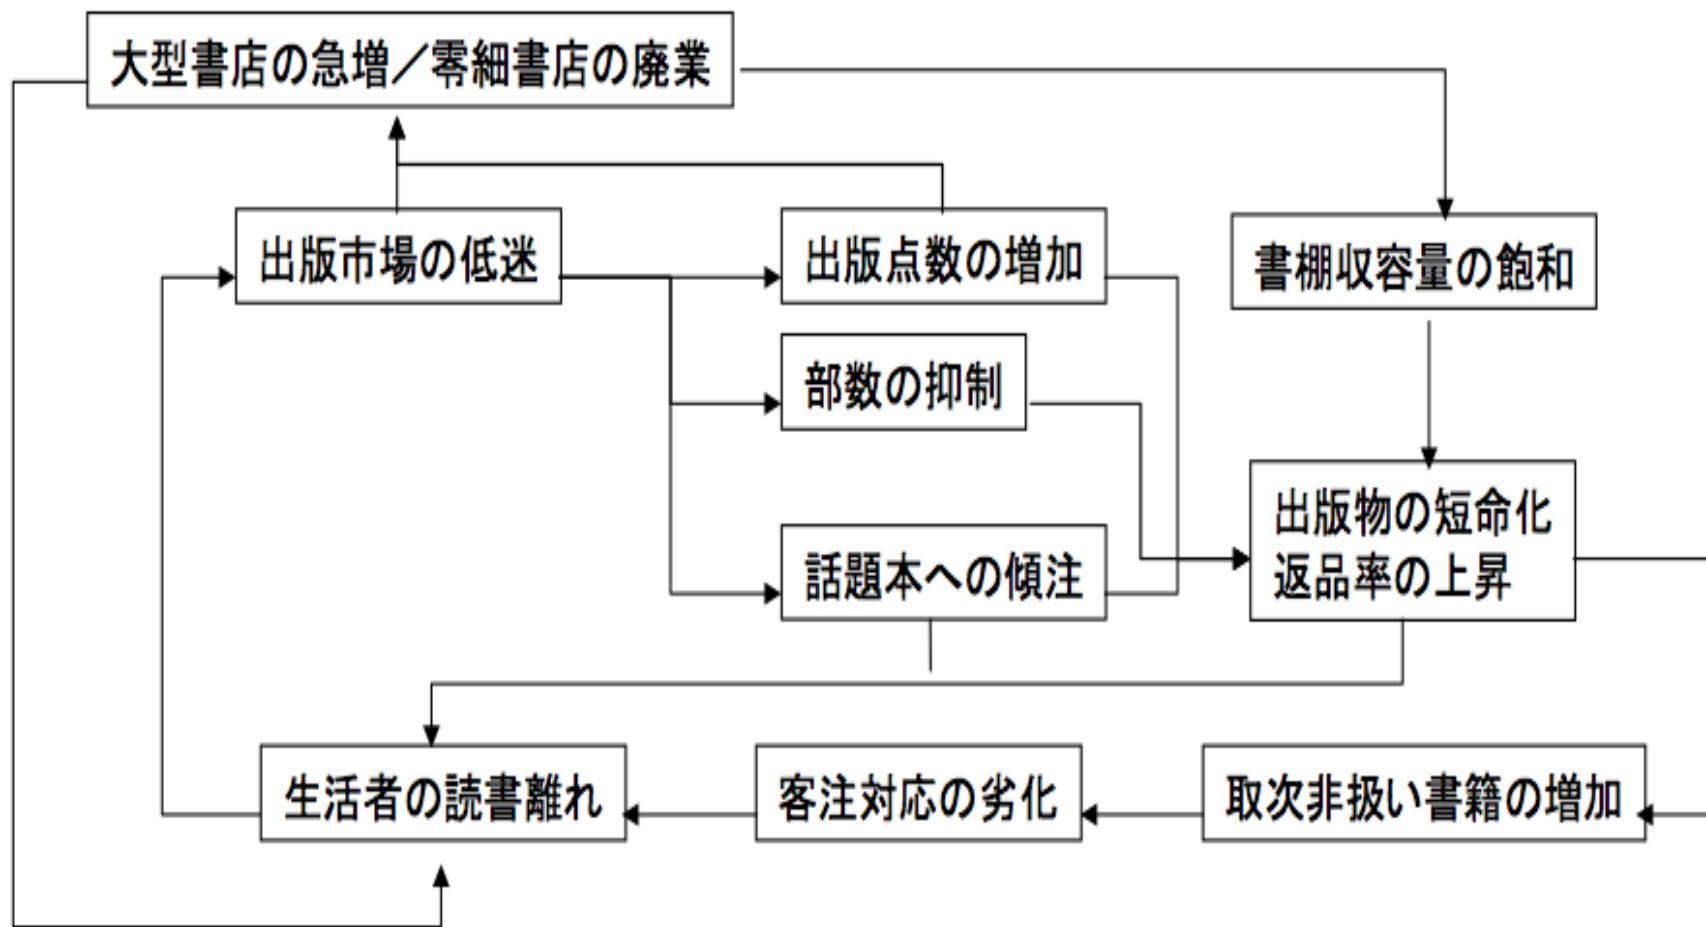 大型書店の急増／零細書店の廃業
出版市場の低迷
出版点数の増加
書棚収容量の飽和
部数の抑制
出版物の短命化
返品率の上昇
話題本への傾注
生活者の読書離れ
客注対応の劣化
取次非扱い書籍の増加